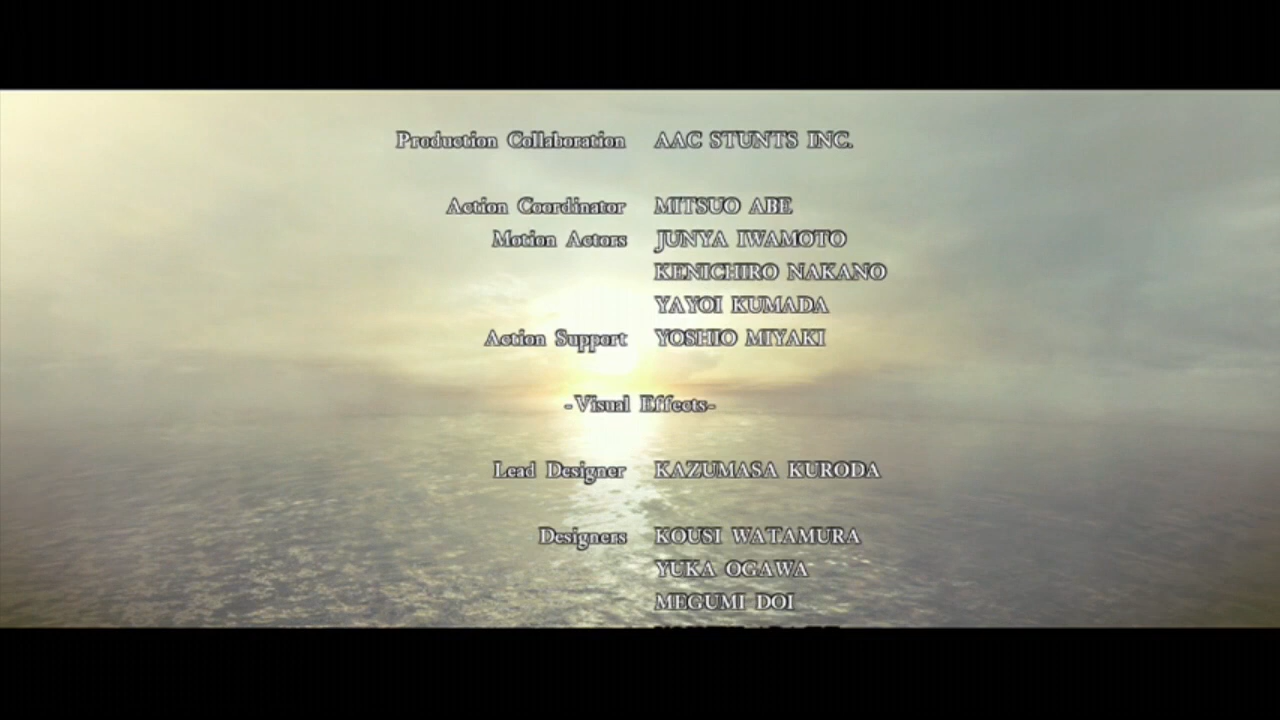 Production Collaboration AAC STUNTS INC.
Action Coordinator MITSUO ABE
Motion Actors JUNYA IWAMOTO
KENICHIRO NAKANO
YAYOI KUMADA
Action Support YOSHIO MIYAKI
-Visual Effects-
Lead Designer KAZUMASA KURODA
Designers KOUSI WATAMURA
YUKA OGAWA
MEGUMI DOI